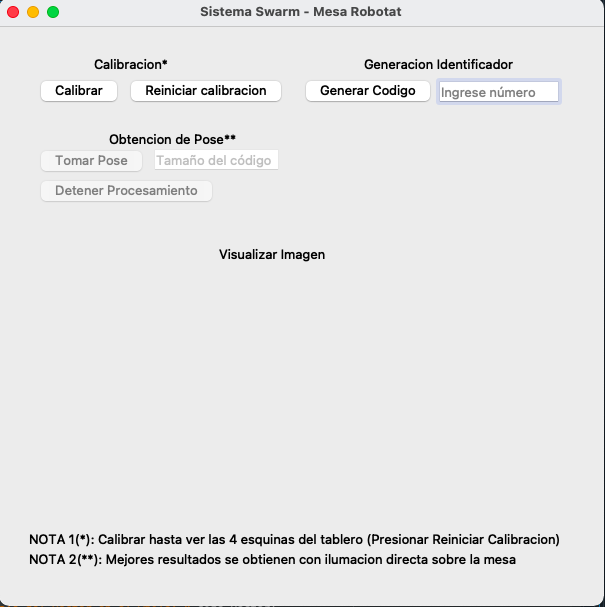 Sistema Swarm - Mesa Robotat
Calibracion*
Generacion Identificador
Calibrar
Reiniciar calibracion
Generar Codigo
Ingrese número
Obtencion de Pose**
Tomar Pose
Tamaño del código
Detener Procesamiento
Visualizar Imagen
NOTA 1(*): Calibrar hasta ver las 4 esquinas del tablero (Presionar Reiniciar Calibracion)
NOTA 2(**): Mejores resultados se obtienen con ilumacion directa sobre la mesa